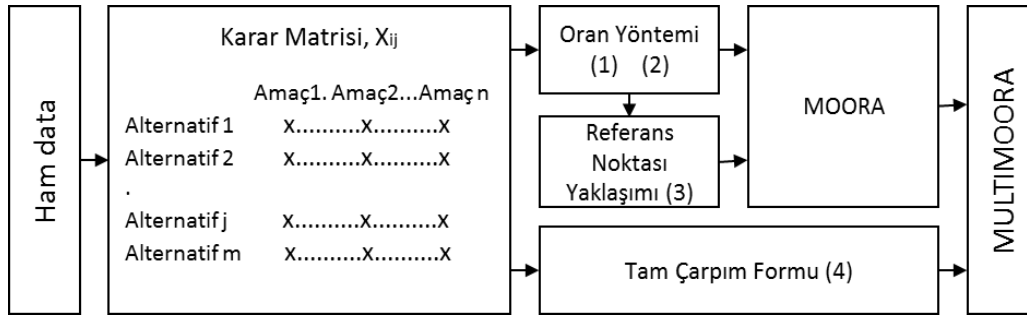 Ham data
Karar Matrisi, Xij
Amaç1. Amaç2...Amaç n
Alternatif 1 X..........X..........X
Alternatif 2 X..........X..........X
.
Alternatif j X..........X..........X
Alternatif m X..........X..........X
Oran Yöntemi
(1) (2)
Referans
Noktası
Yaklaşımı (3)
MOORA
Tam Çarpım Formu (4)
MULTIMOORA